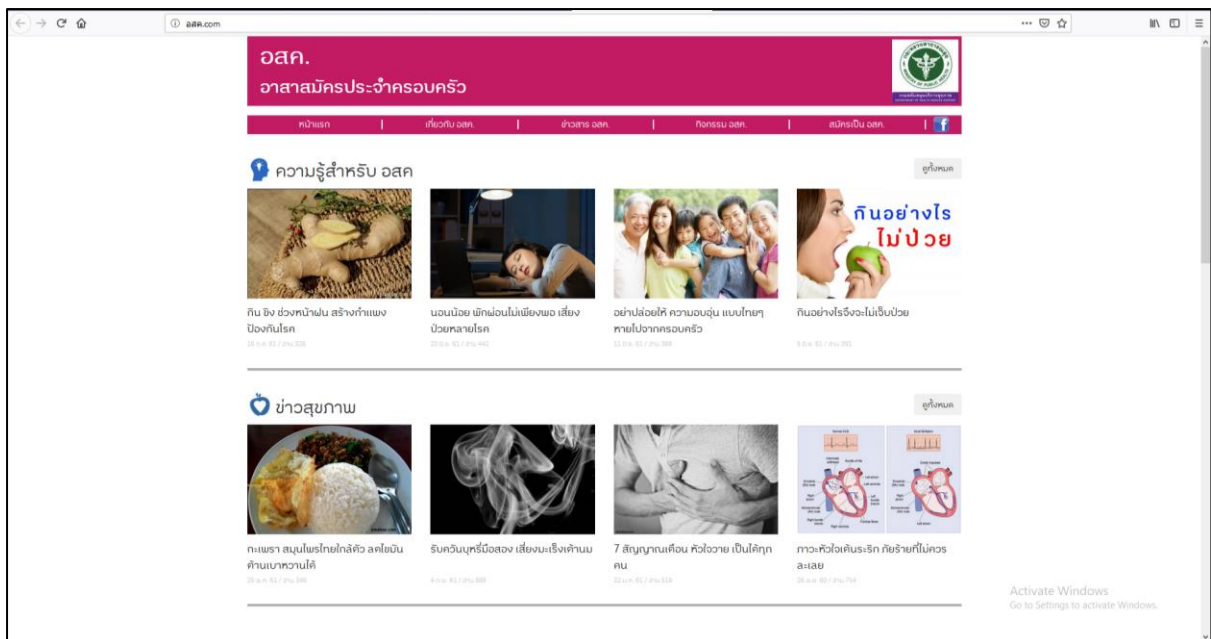 อสค.com
อสค.
อาสาสมัครประจำครอบครัว
หน้าแรก | เกี่ยวกับ อสค. | ข่าวสาร อสค. | กิจกรรม อสค. | สมัครเป็น อสค. | f
ความรู้สำหรับ อสค
ดูทั้งหมด
กินอย่างไร
ไม่ป่วย
กิน ขิง ช่วงหน้าฝน สร้างกำแพง
ป้องกันโรค
นอนน้อย พักผ่อนไม่เพียงพอ เสี่ยง
ป่วยหลายโรค
อย่าปล่อยให้ ความอบอุ่น แบบไทยๆ
หายไปจากครอบครัว
กินอย่างไรจึงจะไม่เจ็บป่วย
ข่าวสุขภาพ
ดูทั้งหมด
กะเพรา สมุนไพรไทยใกล้ตัว ลดไขมัน
ต้านเบาหวานได้
รับควันบุหรี่มือสอง เสี่ยงมะเร็งเต้านม
7 สัญญาณเตือน หัวใจวาย เป็นได้ทุก
คน
ภาวะหัวใจเต้นระริก ภัยร้ายที่ไม่ควร
ละเลย
Activate Windows
Go to Settings to activate Windows.